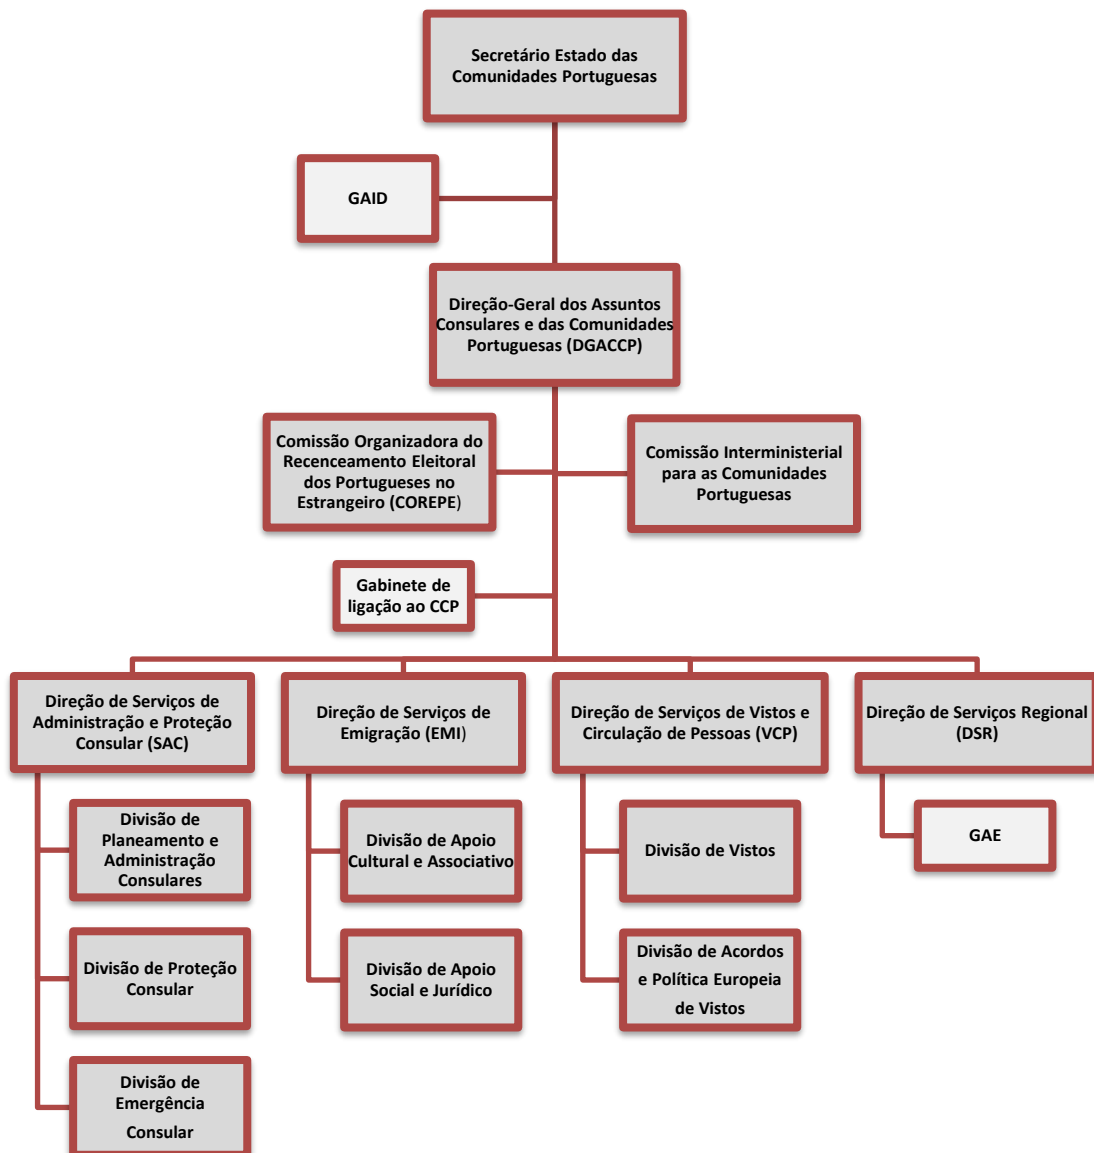 Secretário Estado das
Comunidades Portuguesas
GAID
Direção-Geral dos Assuntos
Consulares e das Comunidades
Portuguesas (DGACCP)
Comissão Organizadora do
Recenceamento Eleitoral
dos Portugueses no
Estrangeiro (COREPE)
Comissão Interministerial
para as Comunidades
Portuguesas
Gabinete de
ligação ao CCP
Direção de Serviços de
Administração e Proteção
Consular (SAC)
Direção de Serviços de
Emigração (EMI)
Direção de Serviços de Vistos e
Circulação de Pessoas (VCP)
Direção de Serviços Regional
(DSR)
Divisão de
Planeamento e
Administração
Consulares
Divisão de Apoio
Cultural e Associativo
Divisão de Vistos
GAE
Divisão de Proteção
Consular
Divisão de Apoio
Social e Jurídico
Divisão de Acordos
e Política Europeia
de Vistos
Divisão de
Emergência
Consular